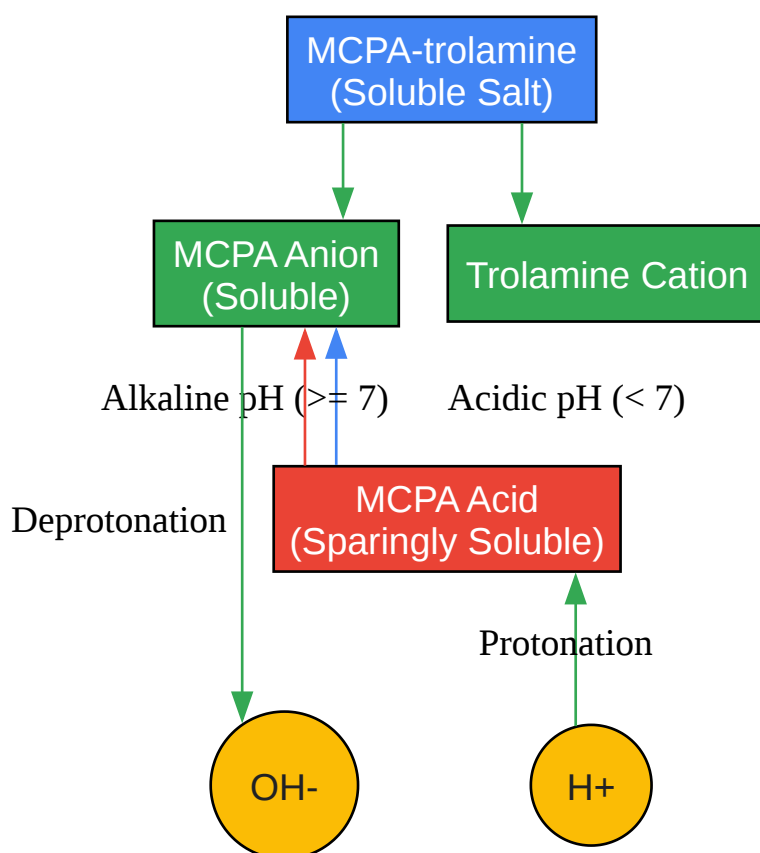 MCPA-trolamine
(Soluble Salt)
MCPA Anion
(Soluble)
Trolamine Cation
Alkaline pH (>= 7)
Acidic pH (< 7)
MCPA Acid
(Sparingly Soluble)
Deprotonation
Protonation
OH-
H+